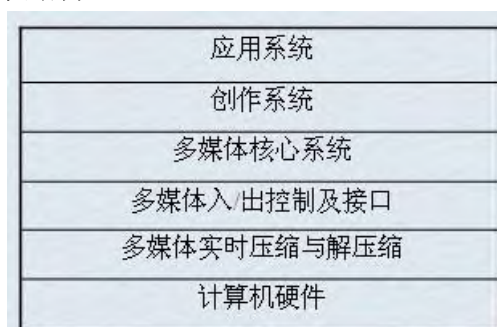 应用系统
创作系统
多媒体核心系统
多媒体入/出控制及接口
多媒体实时压缩与解压缩
计算机硬件